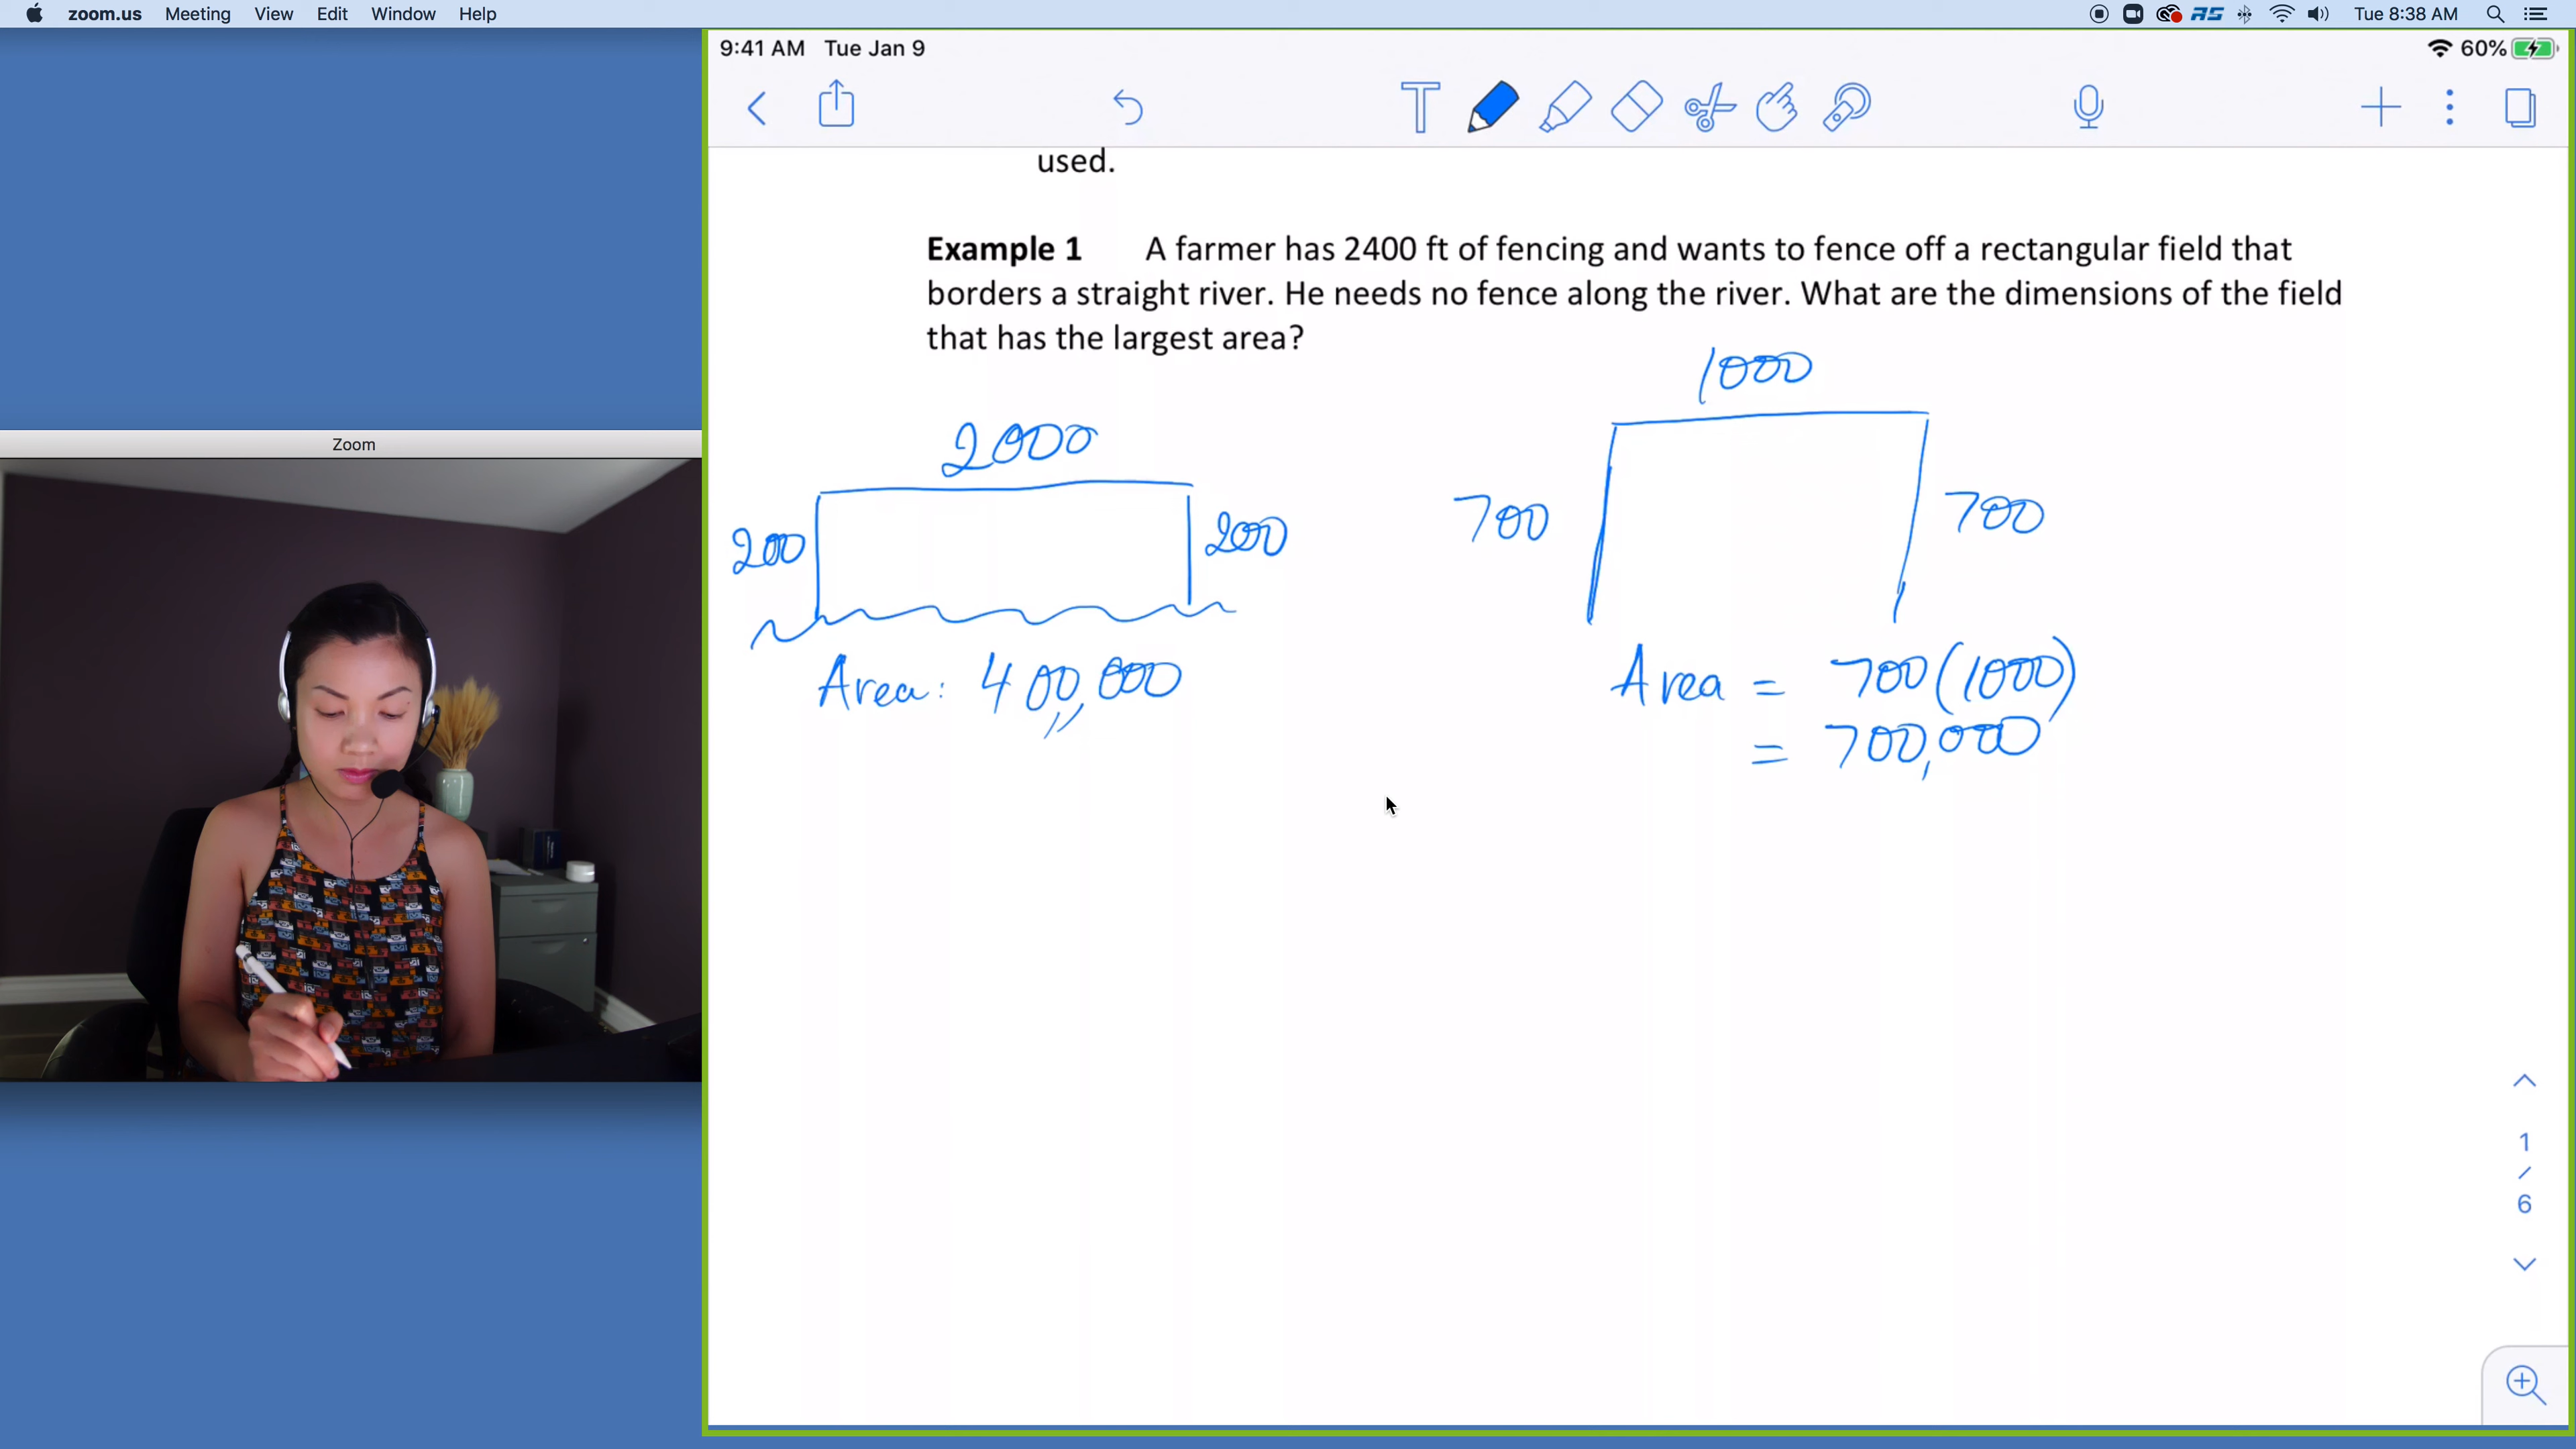 zoom.us Meeting View Edit Window Help Tue 8:38 AM
9:41 AM Tue Jan 9 60%
T
used.
Example 1 A farmer has 2400 ft of fencing and wants to fence off a rectangular field that
borders a straight river. He needs no fence along the river. What are the dimensions of the field
that has the largest area?
Zoom
2000
200 200
Area: 400,000
1000
700 700
Area = 700(1000)
= 700,000
1
/
6